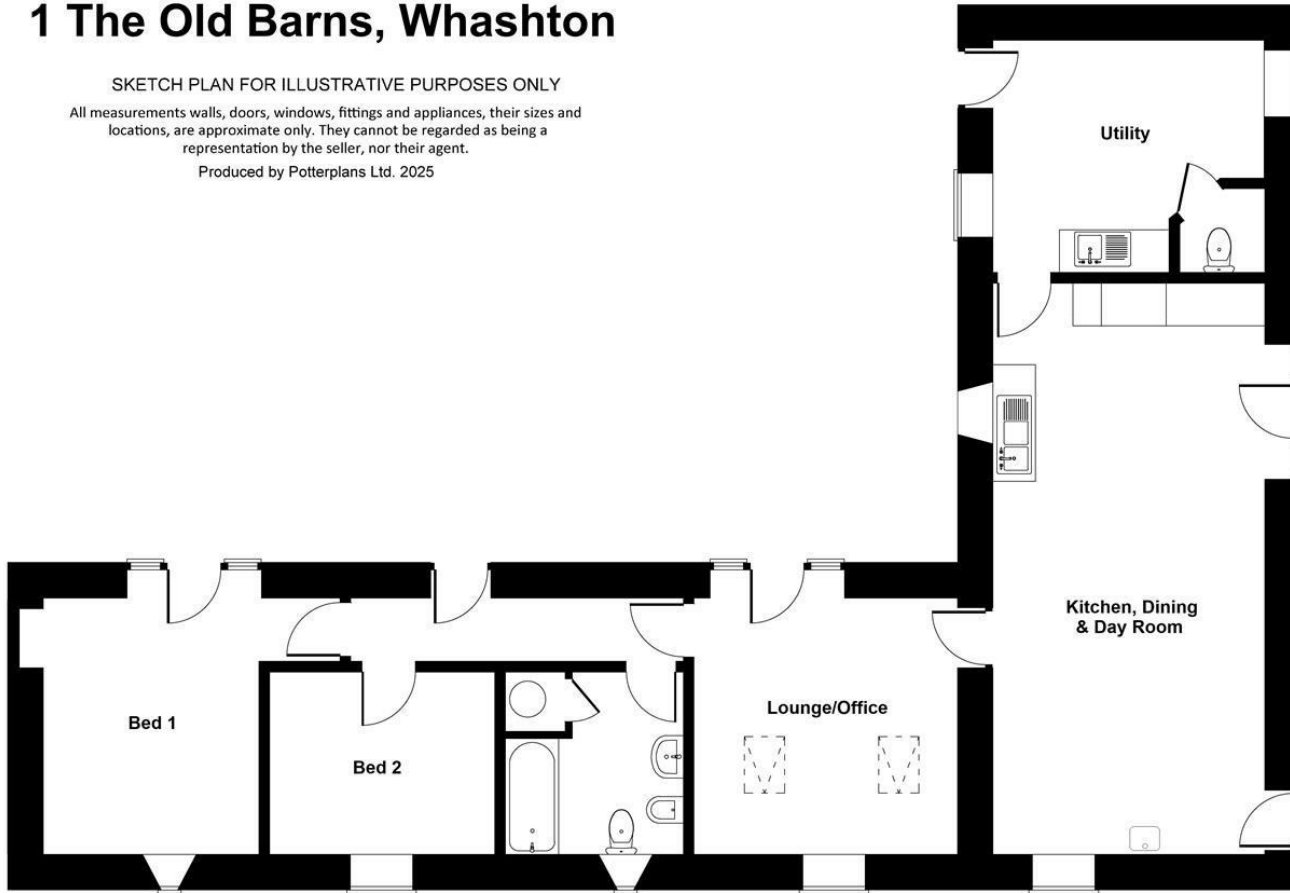 1 The Old Barns, Whashton
SKETCH PLAN FOR ILLUSTRATIVE PURPOSES ONLY
All measurements walls, doors, windows, fittings and appliances, their sizes and
locations, are approximate only. They cannot be regarded as being a
representation by the seller, nor their agent.
Produced by Potterplans Ltd. 2025
Utility
Kitchen, Dining
& Day Room
Lounge/Office
Bed 1
Bed 2